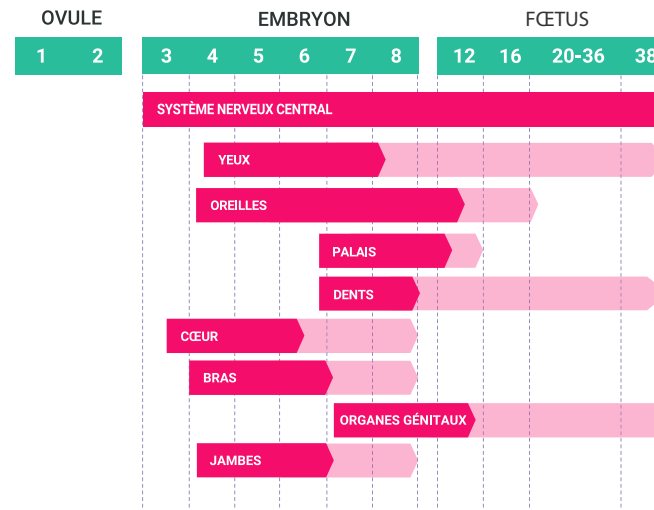 OVULE EMBRYON FŒTUS
1 2 3 4 5 6 7 8 12 16 20-36 38
SYSTÈME NERVEUX CENTRAL
YEUX
OREILLES
PALAIS
DENTS
CŒUR
BRAS
ORGANES GÉNITAUX
JAMBES